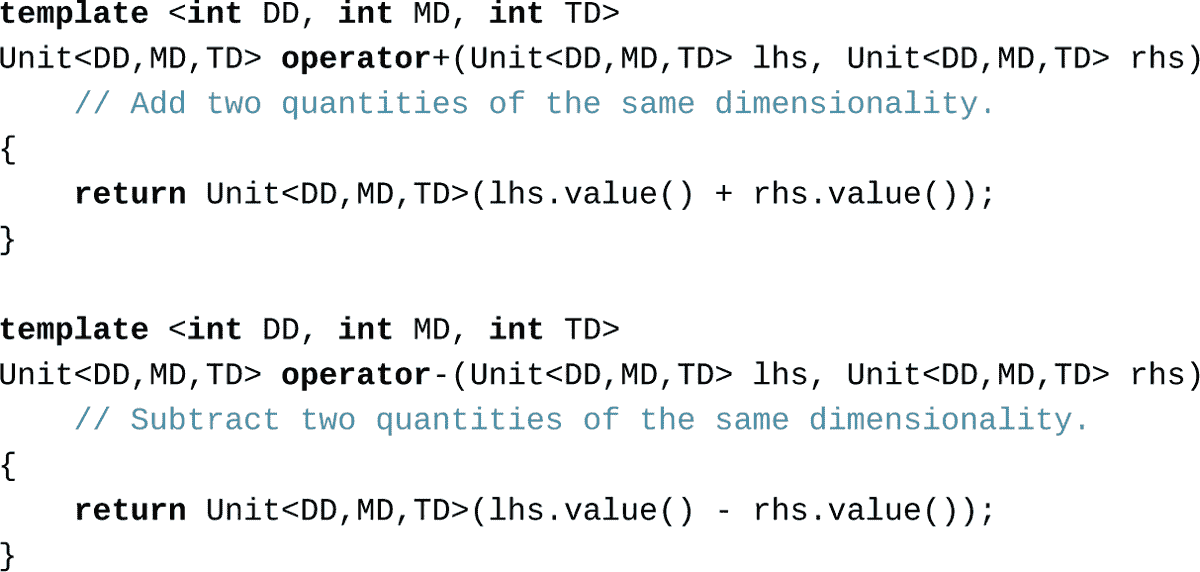 template <int DD, int MD, int TD>
Unit<DD,MD,TD> operator+(Unit<DD,MD,TD> lhs, Unit<DD,MD,TD> rhs)
    // Add two quantities of the same dimensionality.
{
    return Unit<DD,MD,TD>(lhs.value() + rhs.value());
}

template <int DD, int MD, int TD>
Unit<DD,MD,TD> operator-(Unit<DD,MD,TD> lhs, Unit<DD,MD,TD> rhs)
    // Subtract two quantities of the same dimensionality.
{
    return Unit<DD,MD,TD>(lhs.value() - rhs.value());
}